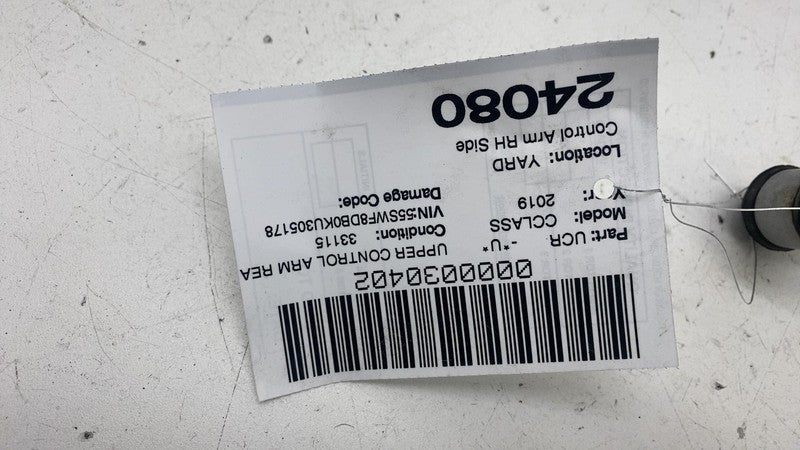 0000030402
Part: UCR -*U* UPPER CONTROL ARM REA
Model: CCLASS Condition: 33115
Year: 2019 VIN:55SWF8DB0KU305178
Damage Code:
Location: YARD
Control Arm RH Side
24080